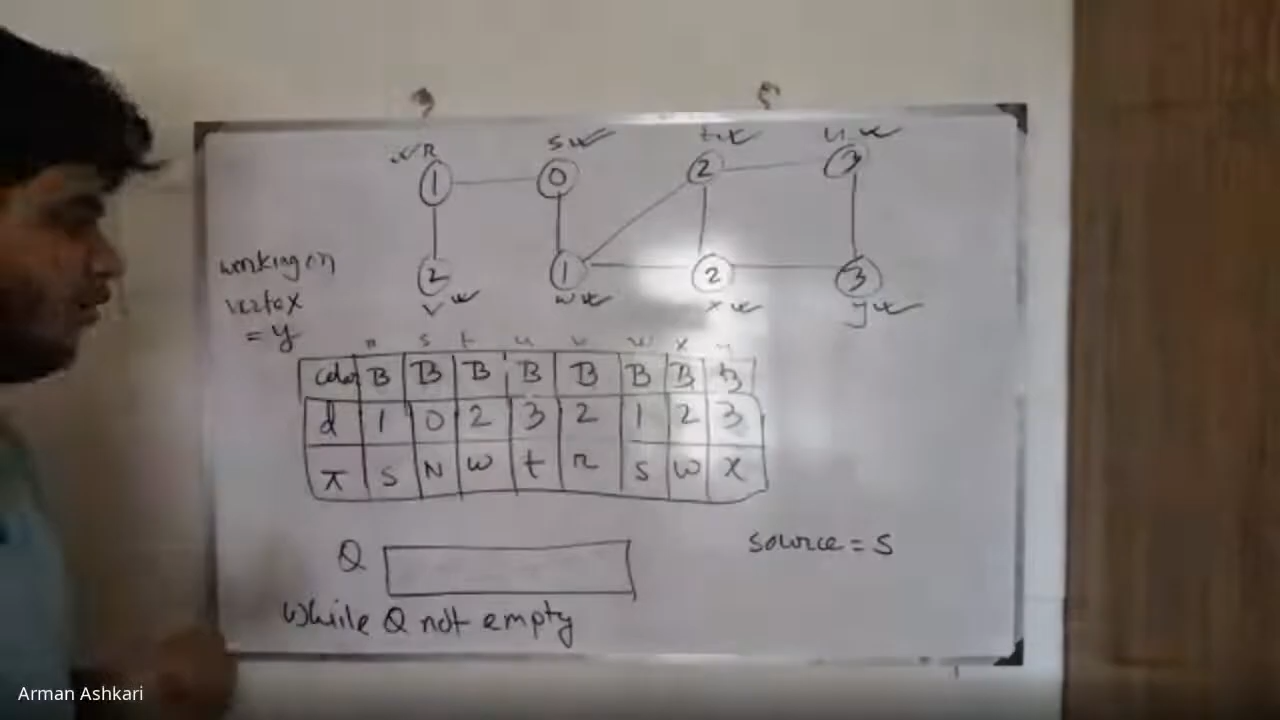 R s t u
1 0 2 3
2 1 2 3
v w x y
working on
vertex
= y
r s t u v w x y
color B B B B B B B B
d 1 0 2 3 2 1 2 3
π s N w t r s w x
Q
source = s
While Q not empty
Arman Ashkari